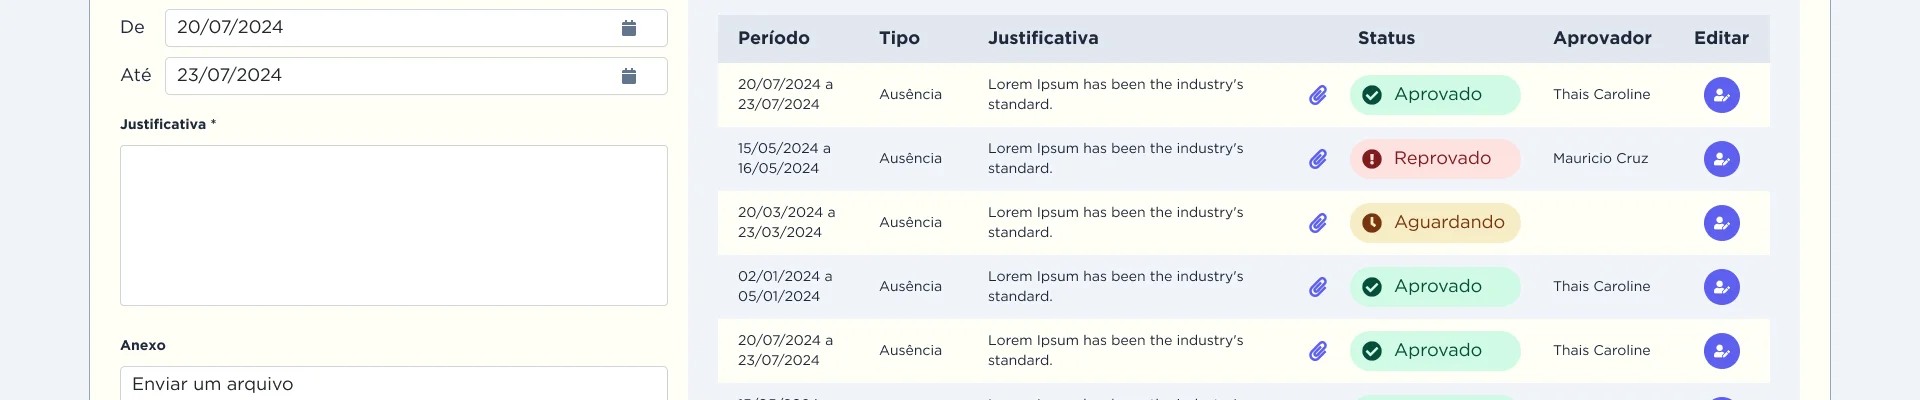 De
20/07/2024
Até
23/07/2024
Justificativa *
Anexo
Enviar um arquivo
Período Tipo Justificativa Status Aprovador Editar
20/07/2024 a
23/07/2024
Ausência
Lorem Ipsum has been the industry's
standard.
Aprovado
Thais Caroline
15/05/2024 a
16/05/2024
Ausência
Lorem Ipsum has been the industry's
standard.
Reprovado
Mauricio Cruz
20/03/2024 a
23/03/2024
Ausência
Lorem Ipsum has been the industry's
standard.
Aguardando
02/01/2024 a
05/01/2024
Ausência
Lorem Ipsum has been the industry's
standard.
Aprovado
Thais Caroline
20/07/2024 a
23/07/2024
Ausência
Lorem Ipsum has been the industry's
standard.
Aprovado
Thais Caroline